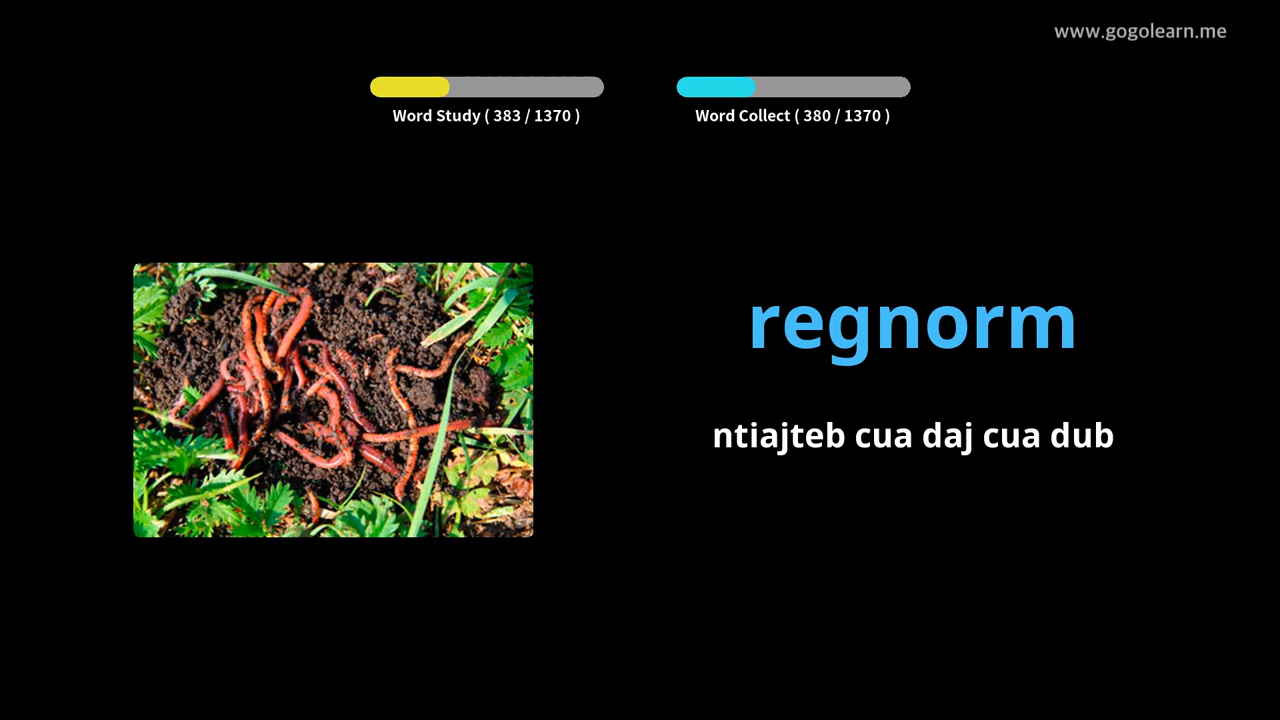 www.gogolearn.me
Word Study ( 383 / 1370 )
Word Collect ( 380 / 1370 )
regnorm
ntiajteb cua daj cua dub